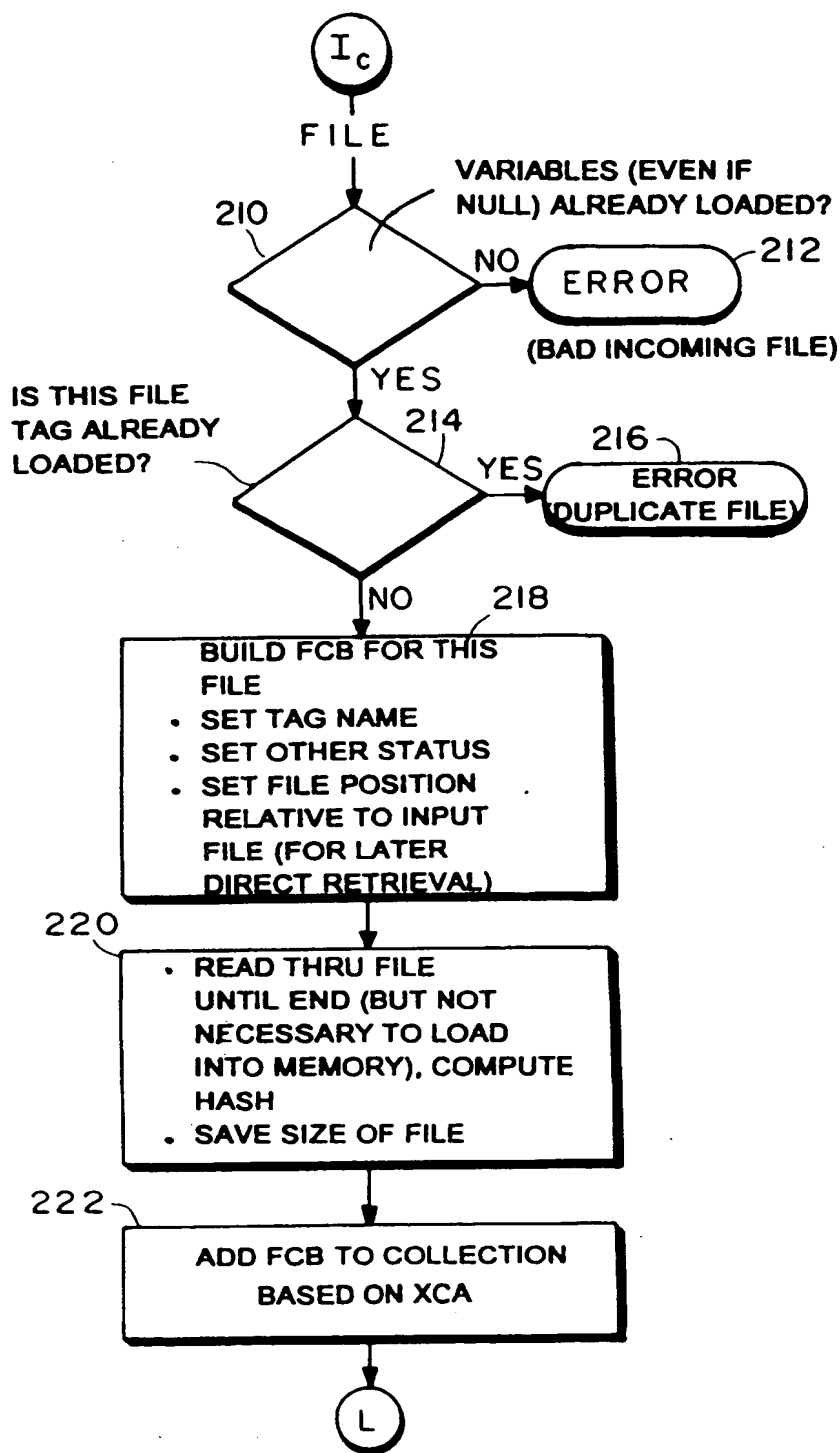 Ic
FILE
VARIABLES (EVEN IF
NULL) ALREADY LOADED?
210
NO
212
ERROR
(BAD INCOMING FILE)
YES
IS THIS FILE
TAG ALREADY
LOADED?
214
YES
216
ERROR
(DUPLICATE FILE)
NO
218
BUILD FCB FOR THIS
FILE
• SET TAG NAME
• SET OTHER STATUS
• SET FILE POSITION
RELATIVE TO INPUT
FILE (FOR LATER
DIRECT RETRIEVAL)
220
• READ THRU FILE
UNTIL END (BUT NOT
NECESSARY TO LOAD
INTO MEMORY), COMPUTE
HASH
• SAVE SIZE OF FILE
222
ADD FCB TO COLLECTION
BASED ON XCA
L